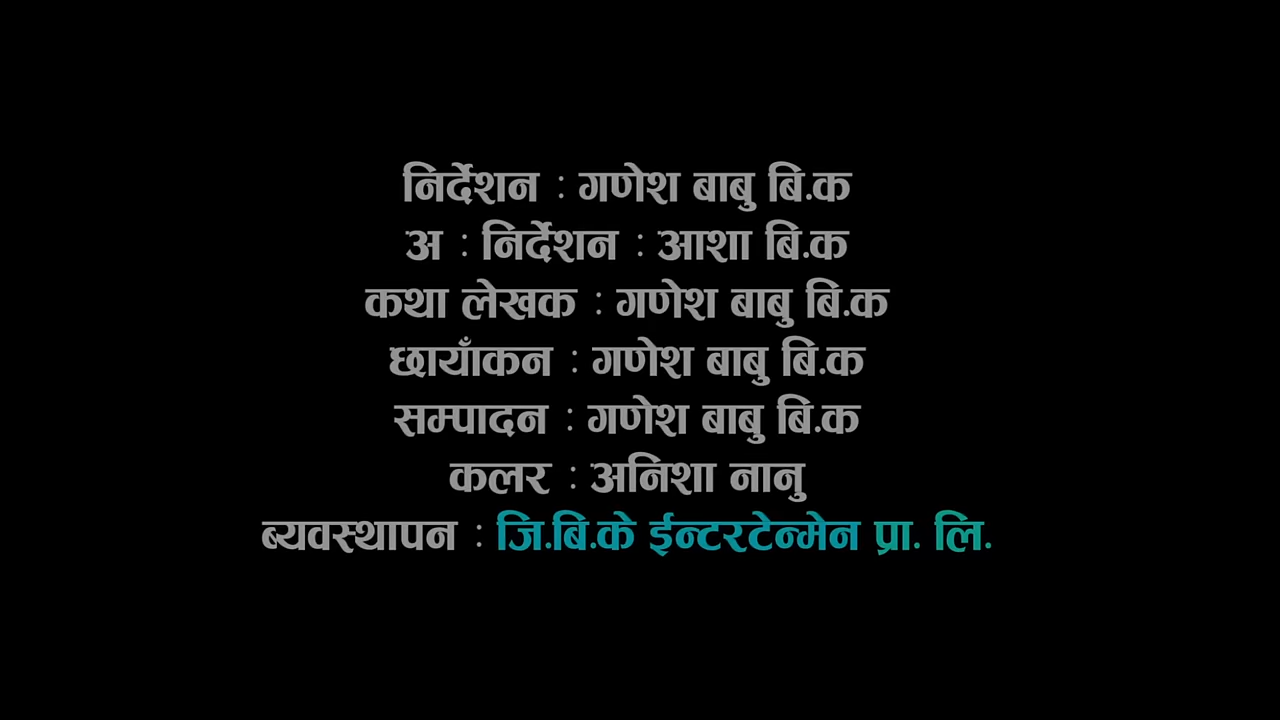 निर्देशन : गणेश बाबु बि.क
अ : निर्देशन : आशा बि.क
कथा लेखक : गणेश बाबु बि.क
छायाँकन : गणेश बाबु बि.क
सम्पादन : गणेश बाबु बि.क
कलर : अनिशा नानु
ब्यवस्थापन : जि.बि.के ईन्टरटेन्मेन प्रा. लि.